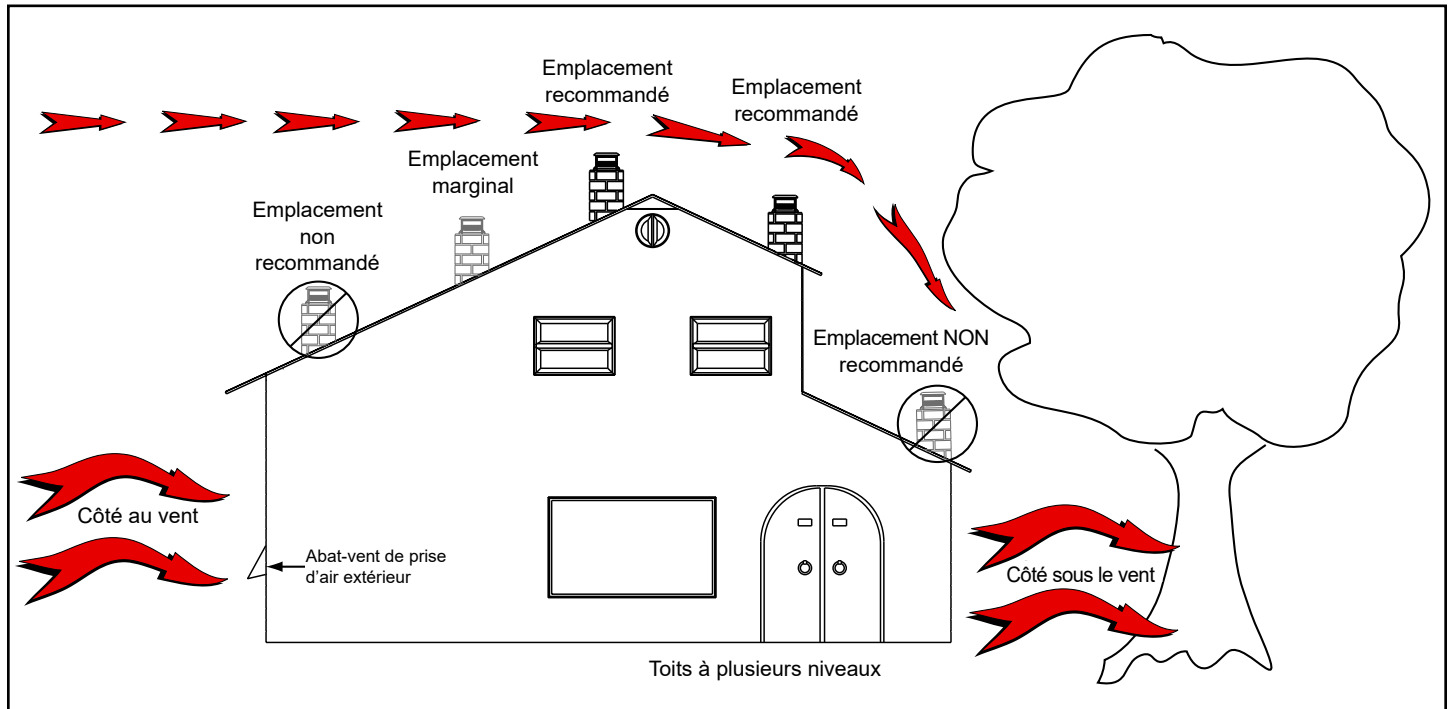 Emplacement
recommandé
Emplacement
recommandé
Emplacement
marginal
Emplacement
non
recommandé
Emplacement NON
recommandé
Côté au vent
Abat-vent de prise
d'air extérieur
Côté sous le vent
Toits à plusieurs niveaux